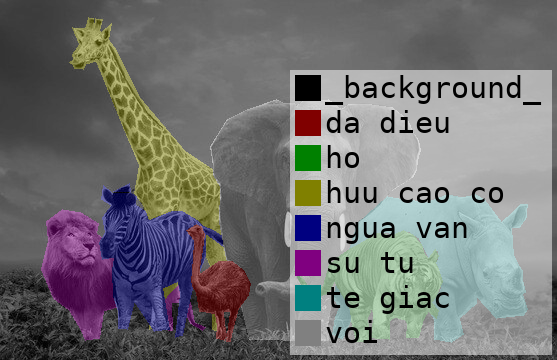 _background_
da dieu
ho
huu cao co
ngua van
su tu
te giac
voi